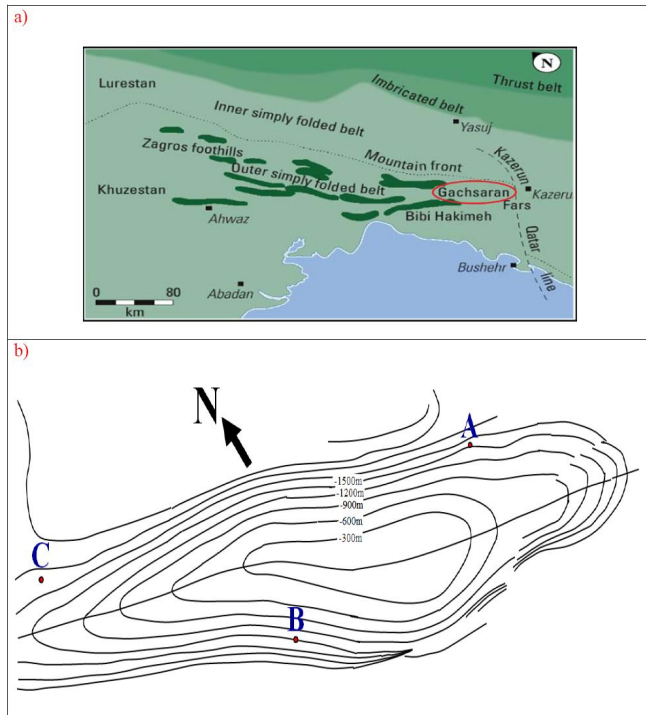 a)
N
Thrust belt
Lurestan
Imbricated belt
Inner simply folded belt
Yasuj
Zagros foothills
Mountain front
Kazerun
Outer simply folded belt
Khuzestan
Gachsaran
Kazeru
Fars
Ahwaz
Bibi Hakimeh
Qatar
line
Bushehr
Abadan
0 80
km
b)
N
A
-1500m
-1200m
-900m
-600m
-300m
C
B